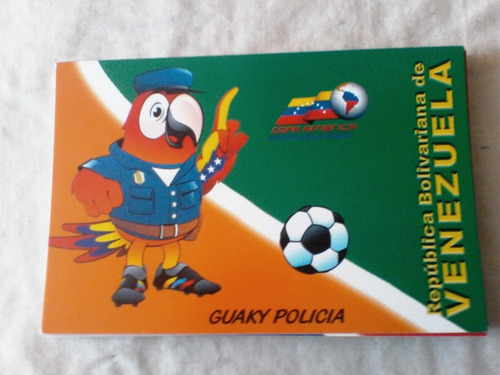 COPA AMERICA
GUAKY POLICIA
República Bolivariana de
VENEZUELA